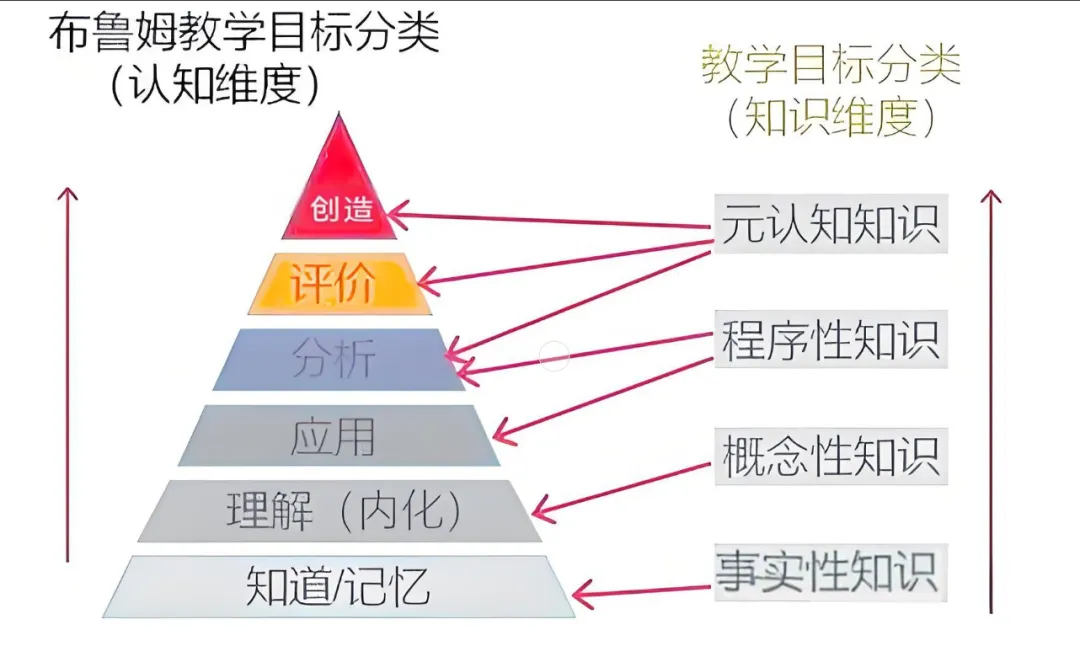 布鲁姆教学目标分类
（认知维度）
创造
评价
分析
应用
理解（内化）
知道/记忆
教学目标分类
（知识维度）
元认知知识
程序性知识
概念性知识
事实性知识